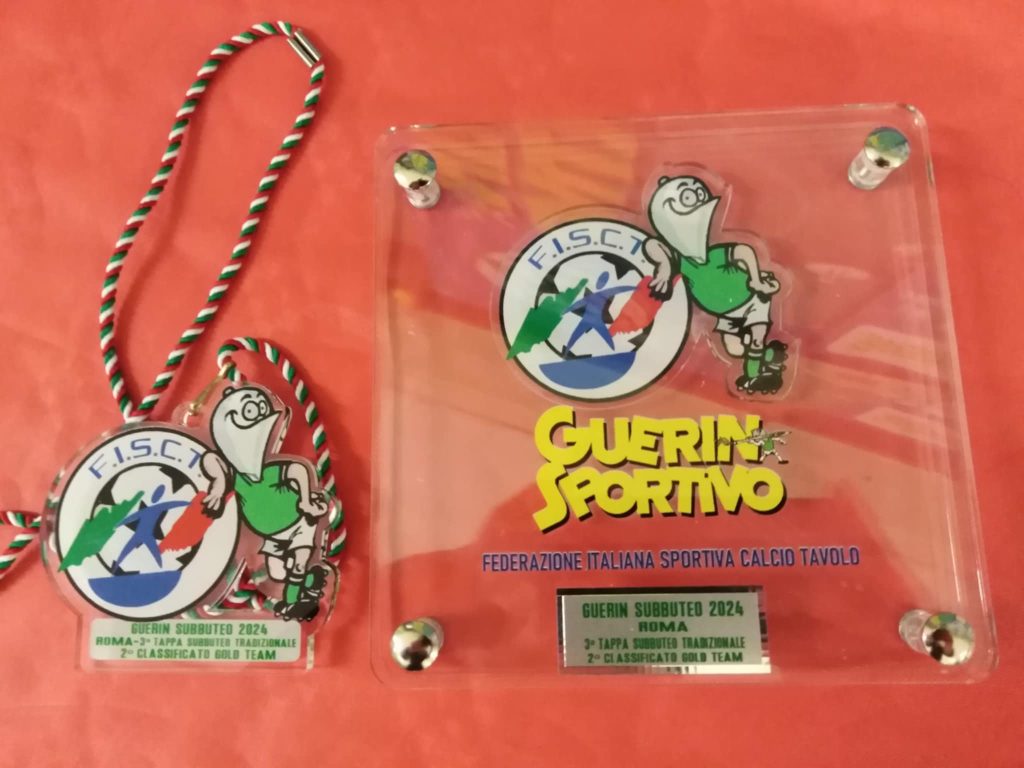 F.I.S.C.T.
GUERIN SUBBUTEO 2024
ROMA-3ª TAPPA SUBBUTEO TRADIZIONALE
2° CLASSIFICATO GOLD TEAM
F.I.S.C.T.
GUERIN
SPORTIVO
FEDERAZIONE ITALIANA SPORTIVA CALCIO TAVOLO
GUERIN SUBBUTEO 2024
ROMA
3ª TAPPA SUBBUTEO TRADIZIONALE
2° CLASSIFICATO GOLD TEAM